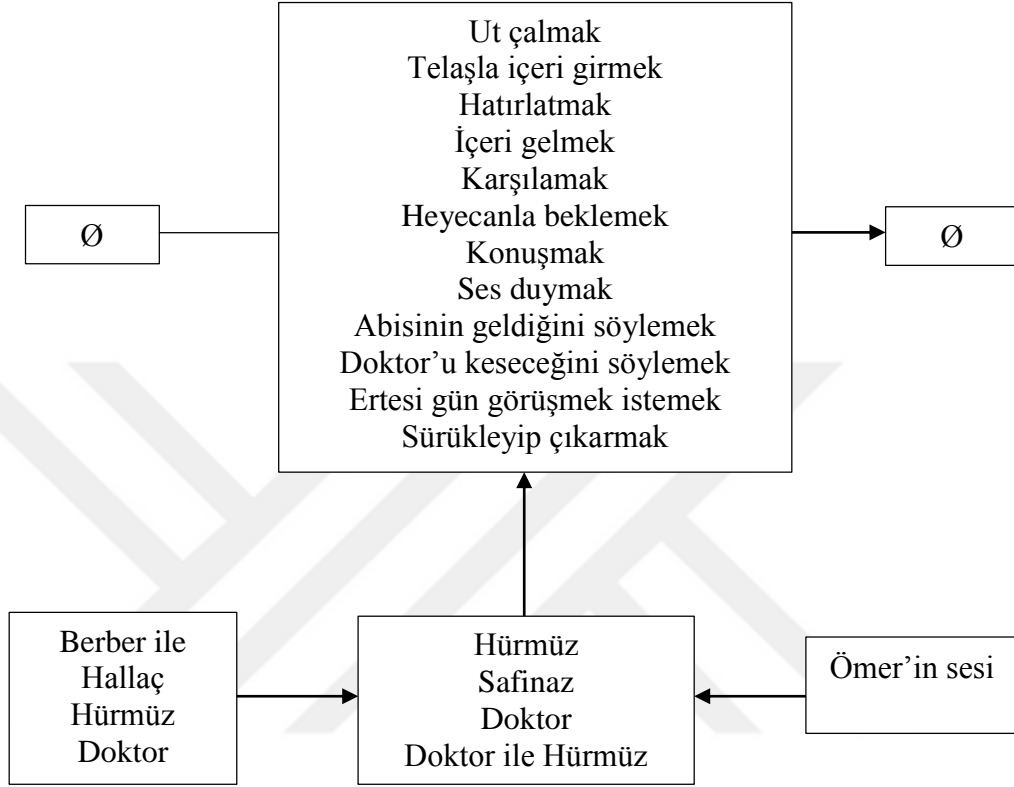 Ut çalmak
Telaşla içeri girmek
Hatırlatmak
İçeri gelmek
Karşılamak
Heyecanla beklemek
Konuşmak
Ses duymak
Abisinin geldiğini söylemek
Doktor’u keseceğini söylemek
Ertesi gün görüşmek istemek
Sürükleyip çıkarmak
Ø
Ø
Berber ile
Hallaç
Hürmüz
Doktor
Hürmüz
Safinaz
Doktor
Doktor ile Hürmüz
Ömer’in sesi